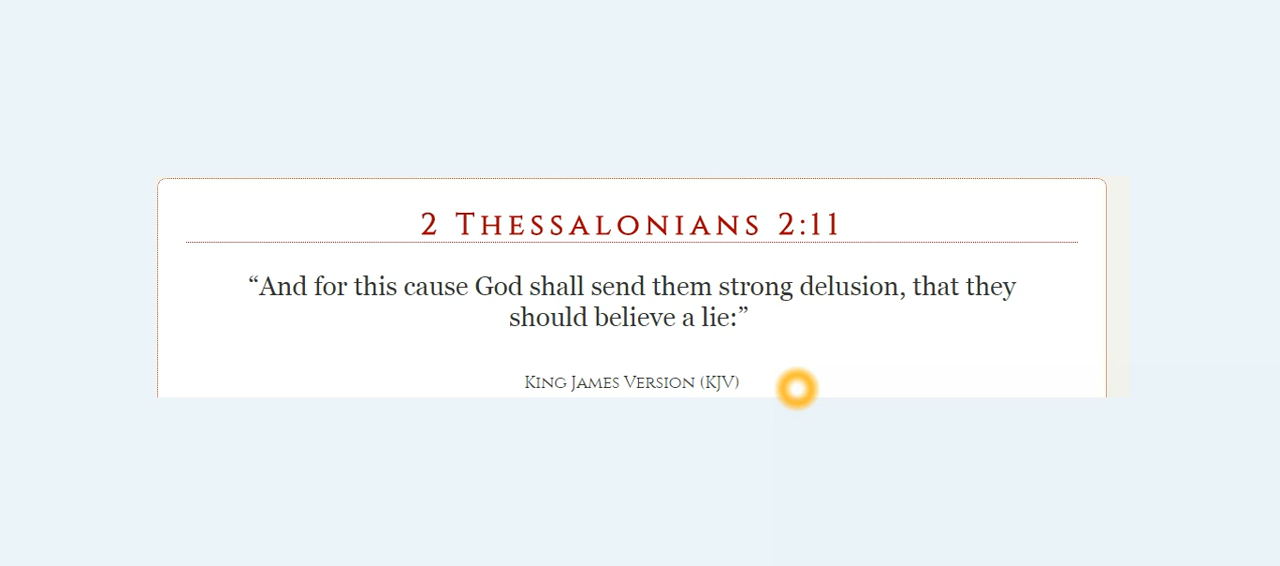 2 Thessalonians 2:11
“And for this cause God shall send them strong delusion, that they
should believe a lie:”
King James Version (KJV)